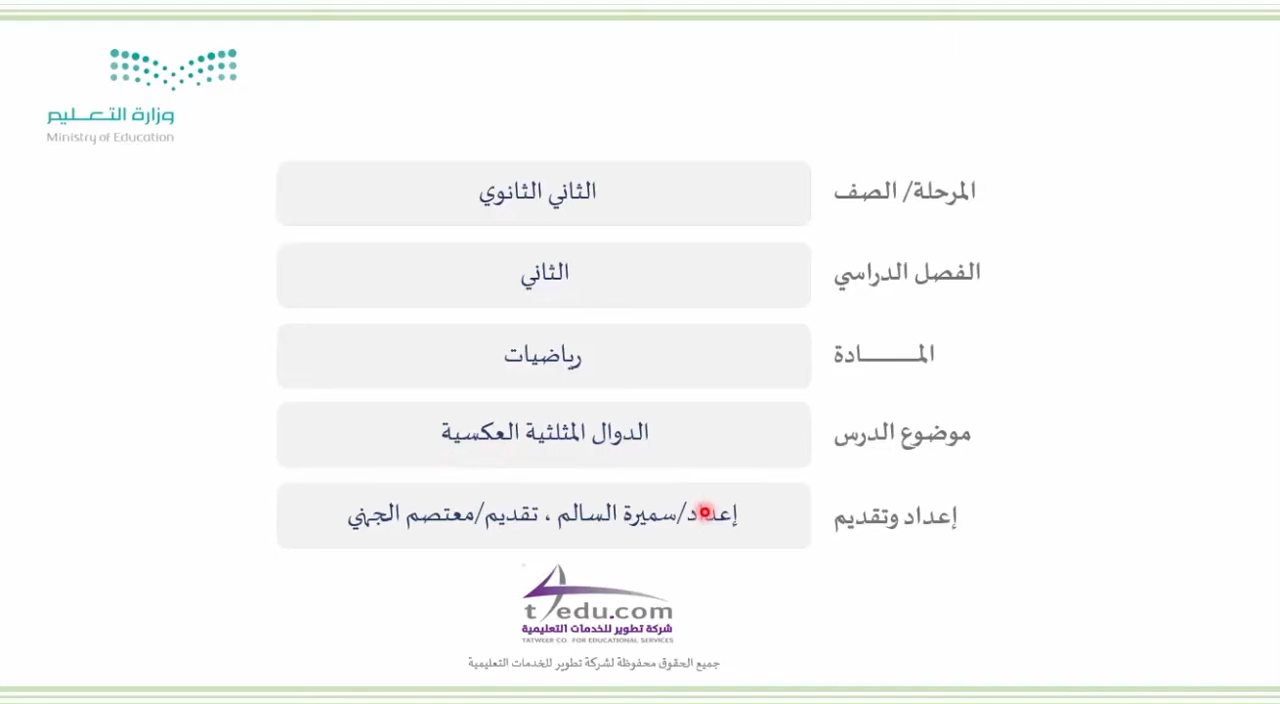 وزارة التعليم
Ministry of Education
المرحلة/ الصف
الثاني الثانوي
الفصل الدراسي
الثاني
المــــــــادة
رياضيات
موضوع الدرس
الدوال المثلثية العكسية
إعداد وتقديم
إعداد/سميرة السالم ، تقديم/معتصم الجهني
t4edu.com
شركة تطوير للخدمات التعليمية
TATWEER CO. FOR EDUCATIONAL SERVICES
جميع الحقوق محفوظة لشركة تطوير للخدمات التعليمية